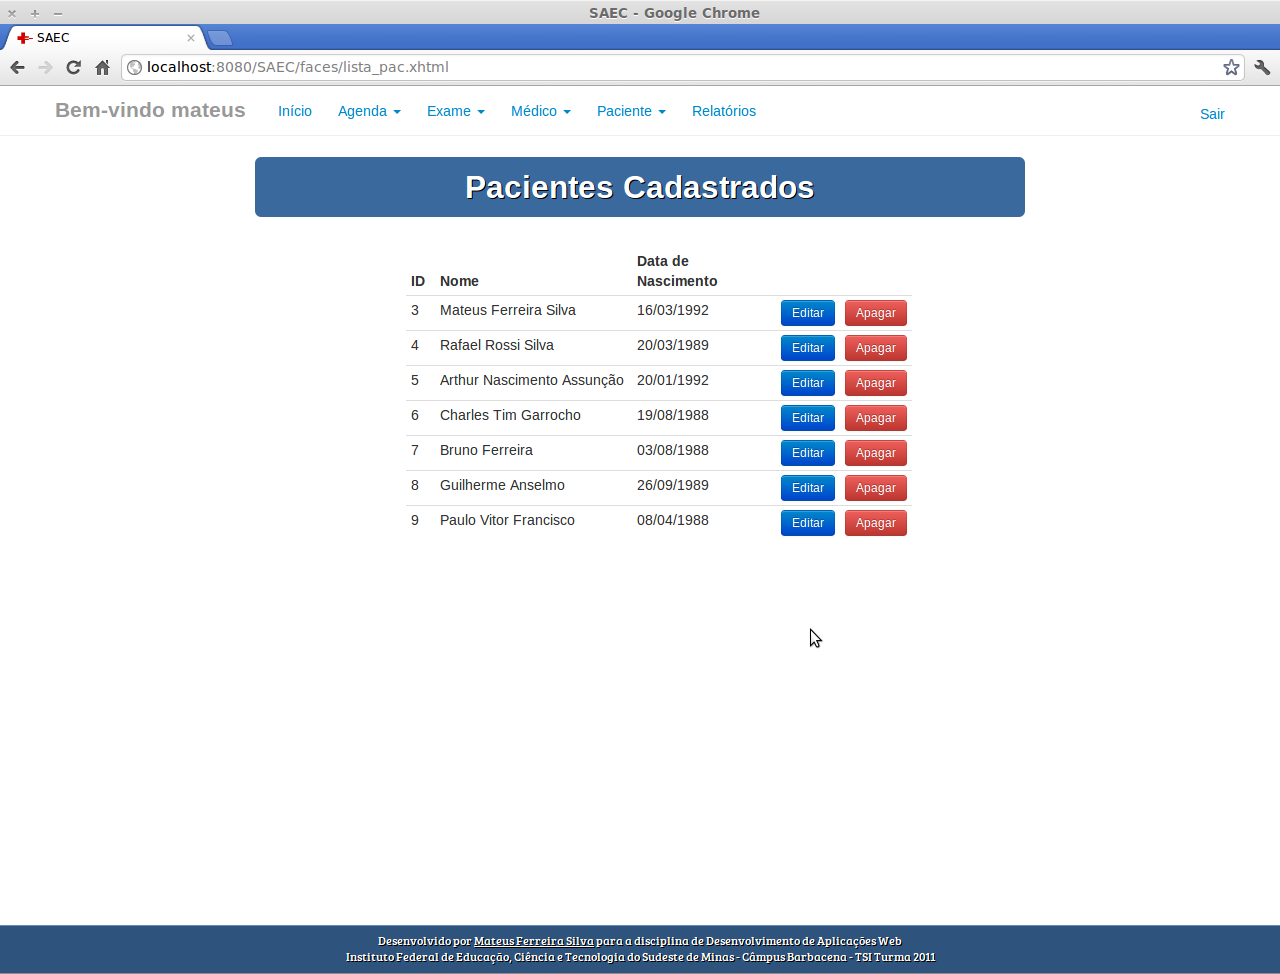 SAEC - Google Chrome
SAEC
localhost:8080/SAEC/faces/lista_pac.xhtml
Bem-vindo mateus Início Agenda Exame Médico Paciente Relatórios Sair
Pacientes Cadastrados
ID Nome Data de Nascimento
3 Mateus Ferreira Silva 16/03/1992 Editar Apagar
4 Rafael Rossi Silva 20/03/1989 Editar Apagar
5 Arthur Nascimento Assunção 20/01/1992 Editar Apagar
6 Charles Tim Garrocho 19/08/1988 Editar Apagar
7 Bruno Ferreira 03/08/1988 Editar Apagar
8 Guilherme Anselmo 26/09/1989 Editar Apagar
9 Paulo Vitor Francisco 08/04/1988 Editar Apagar
Desenvolvido por Mateus Ferreira Silva para a disciplina de Desenvolvimento de Aplicações Web
Instituto Federal de Educação, Ciência e Tecnologia do Sudeste de Minas - Câmpus Barbacena - TSI Turma 2011